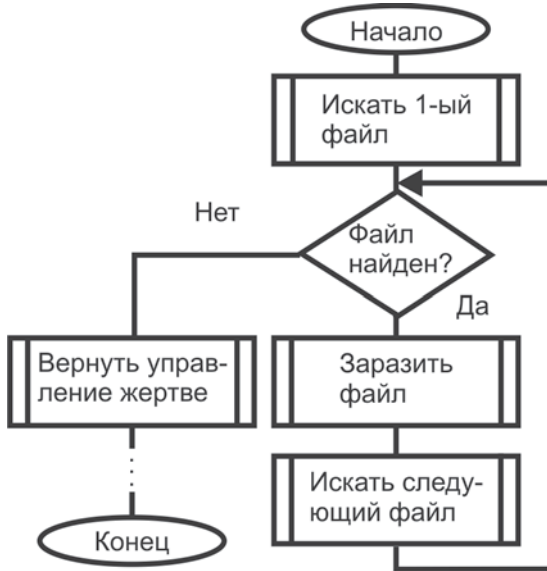 Начало
Искать 1-ый
файл
Нет
Файл
найден?
Да
Вернуть управ-
ление жертве
Заразить
файл
Искать следу-
ющий файл
Конец